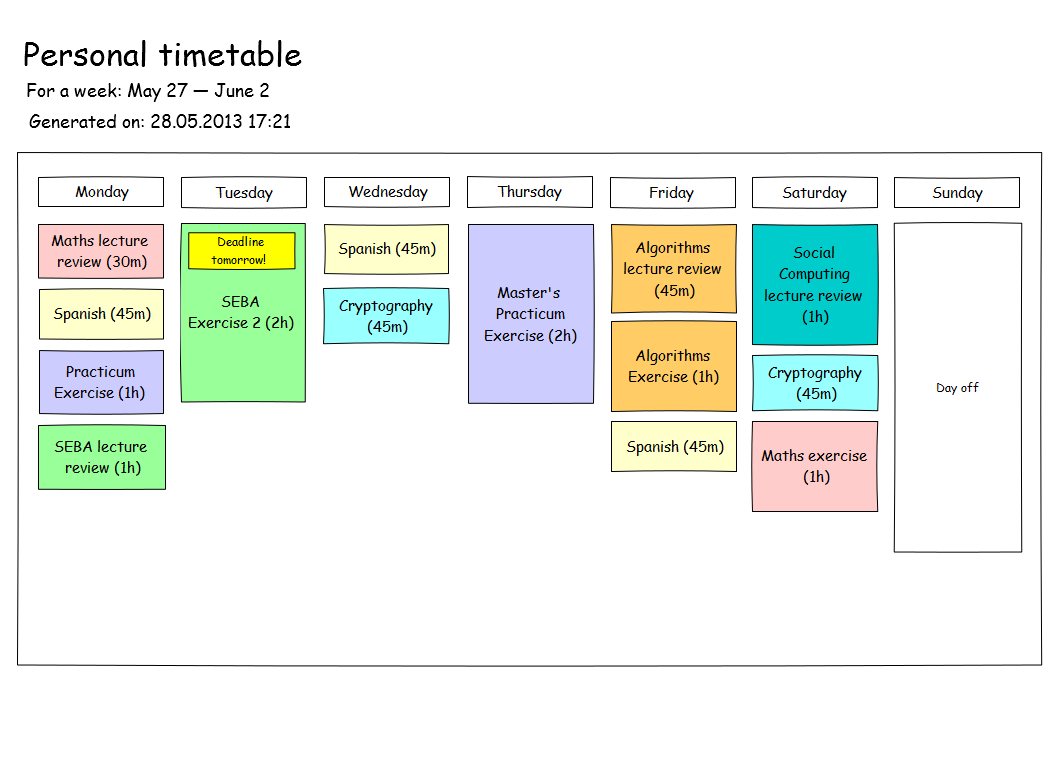 Personal timetable
For a week: May 27 — June 2
Generated on: 28.05.2013 17:21
Monday
Maths lecture
review (30m)
Spanish (45m)
Practicum
Exercise (1h)
SEBA lecture
review (1h)
Tuesday
Deadline
tomorrow!
SEBA
Exercise 2 (2h)
Wednesday
Spanish (45m)
Cryptography
(45m)
Thursday
Master's
Practicum
Exercise (2h)
Friday
Algorithms
lecture review
(45m)
Algorithms
Exercise (1h)
Spanish (45m)
Saturday
Social
Computing
lecture review
(1h)
Cryptography
(45m)
Maths exercise
(1h)
Sunday
Day off